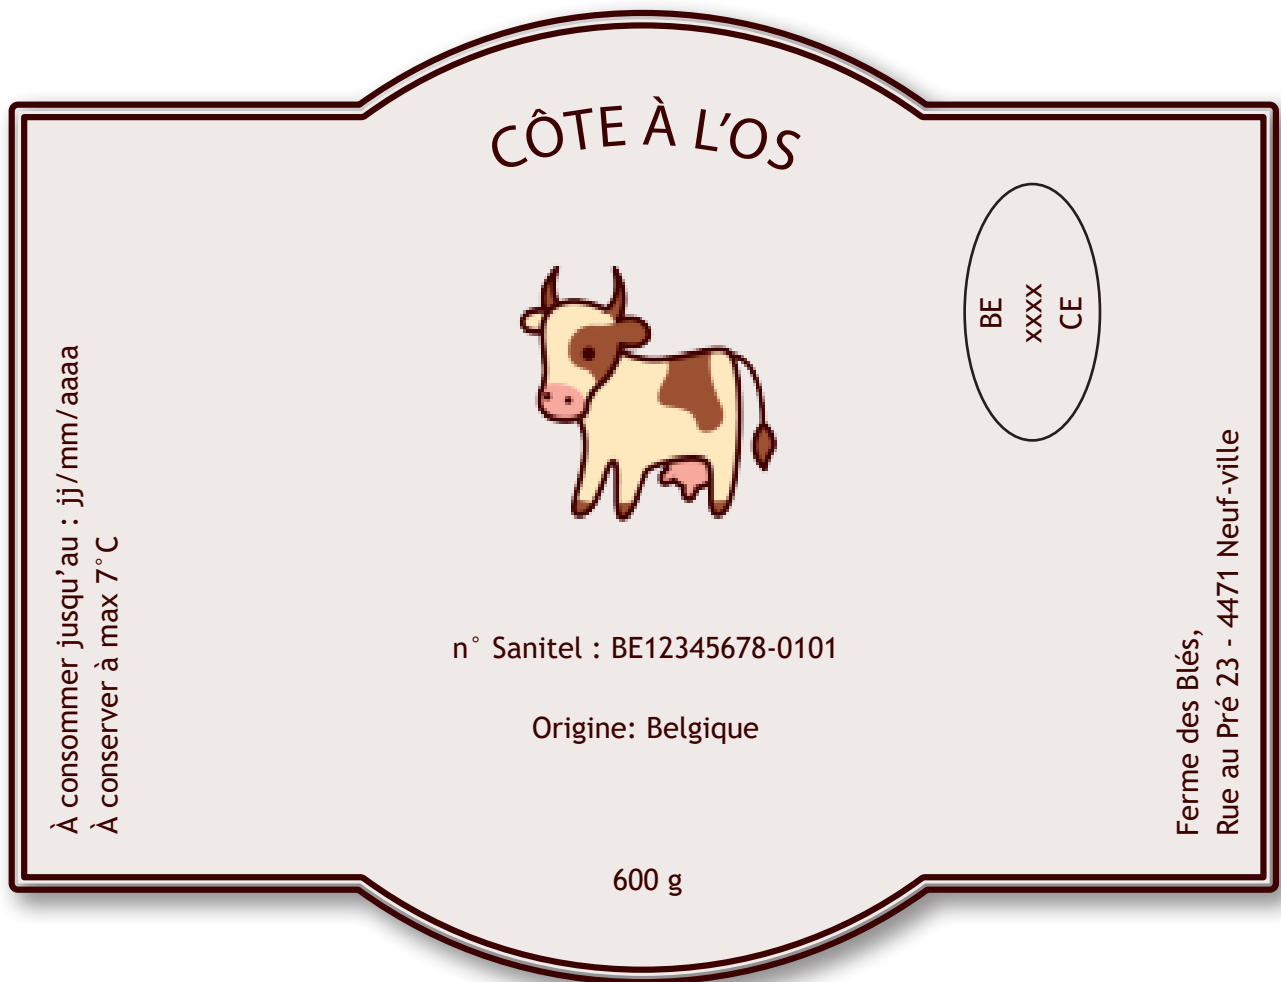 CÔTE À L’OS
BE
xxxx
CE
À consommer jusqu’au : jj/mm/aaaa
À conserver à max 7°C
n° Sanitel : BE12345678-0101
Origine: Belgique
600 g
Ferme des Blés,
Rue au Pré 23 - 4471 Neuf-ville